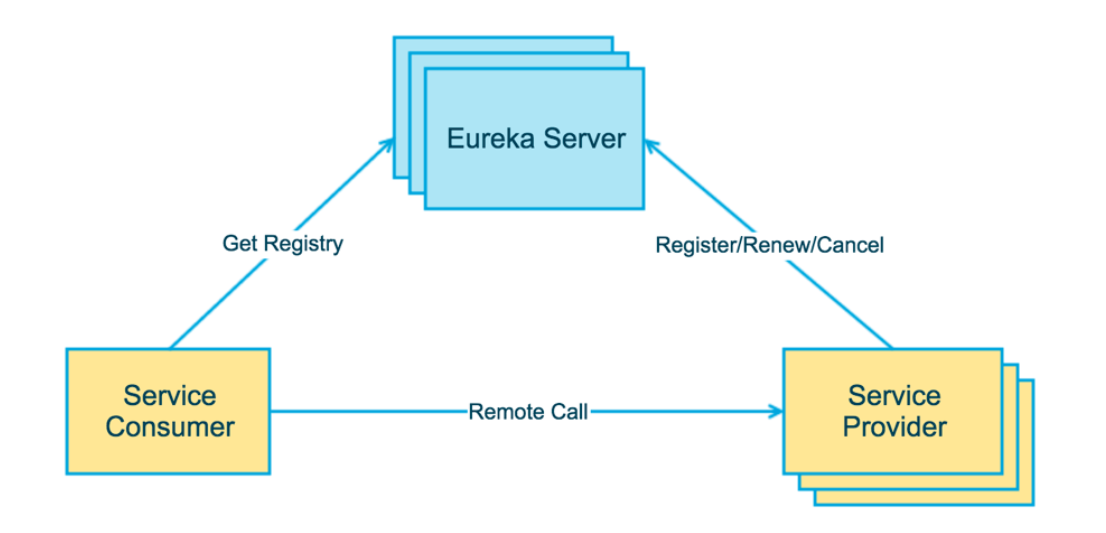 Eureka Server
Get Registry
Register/Renew/Cancel
Service
Consumer
Remote Call
Service
Provider